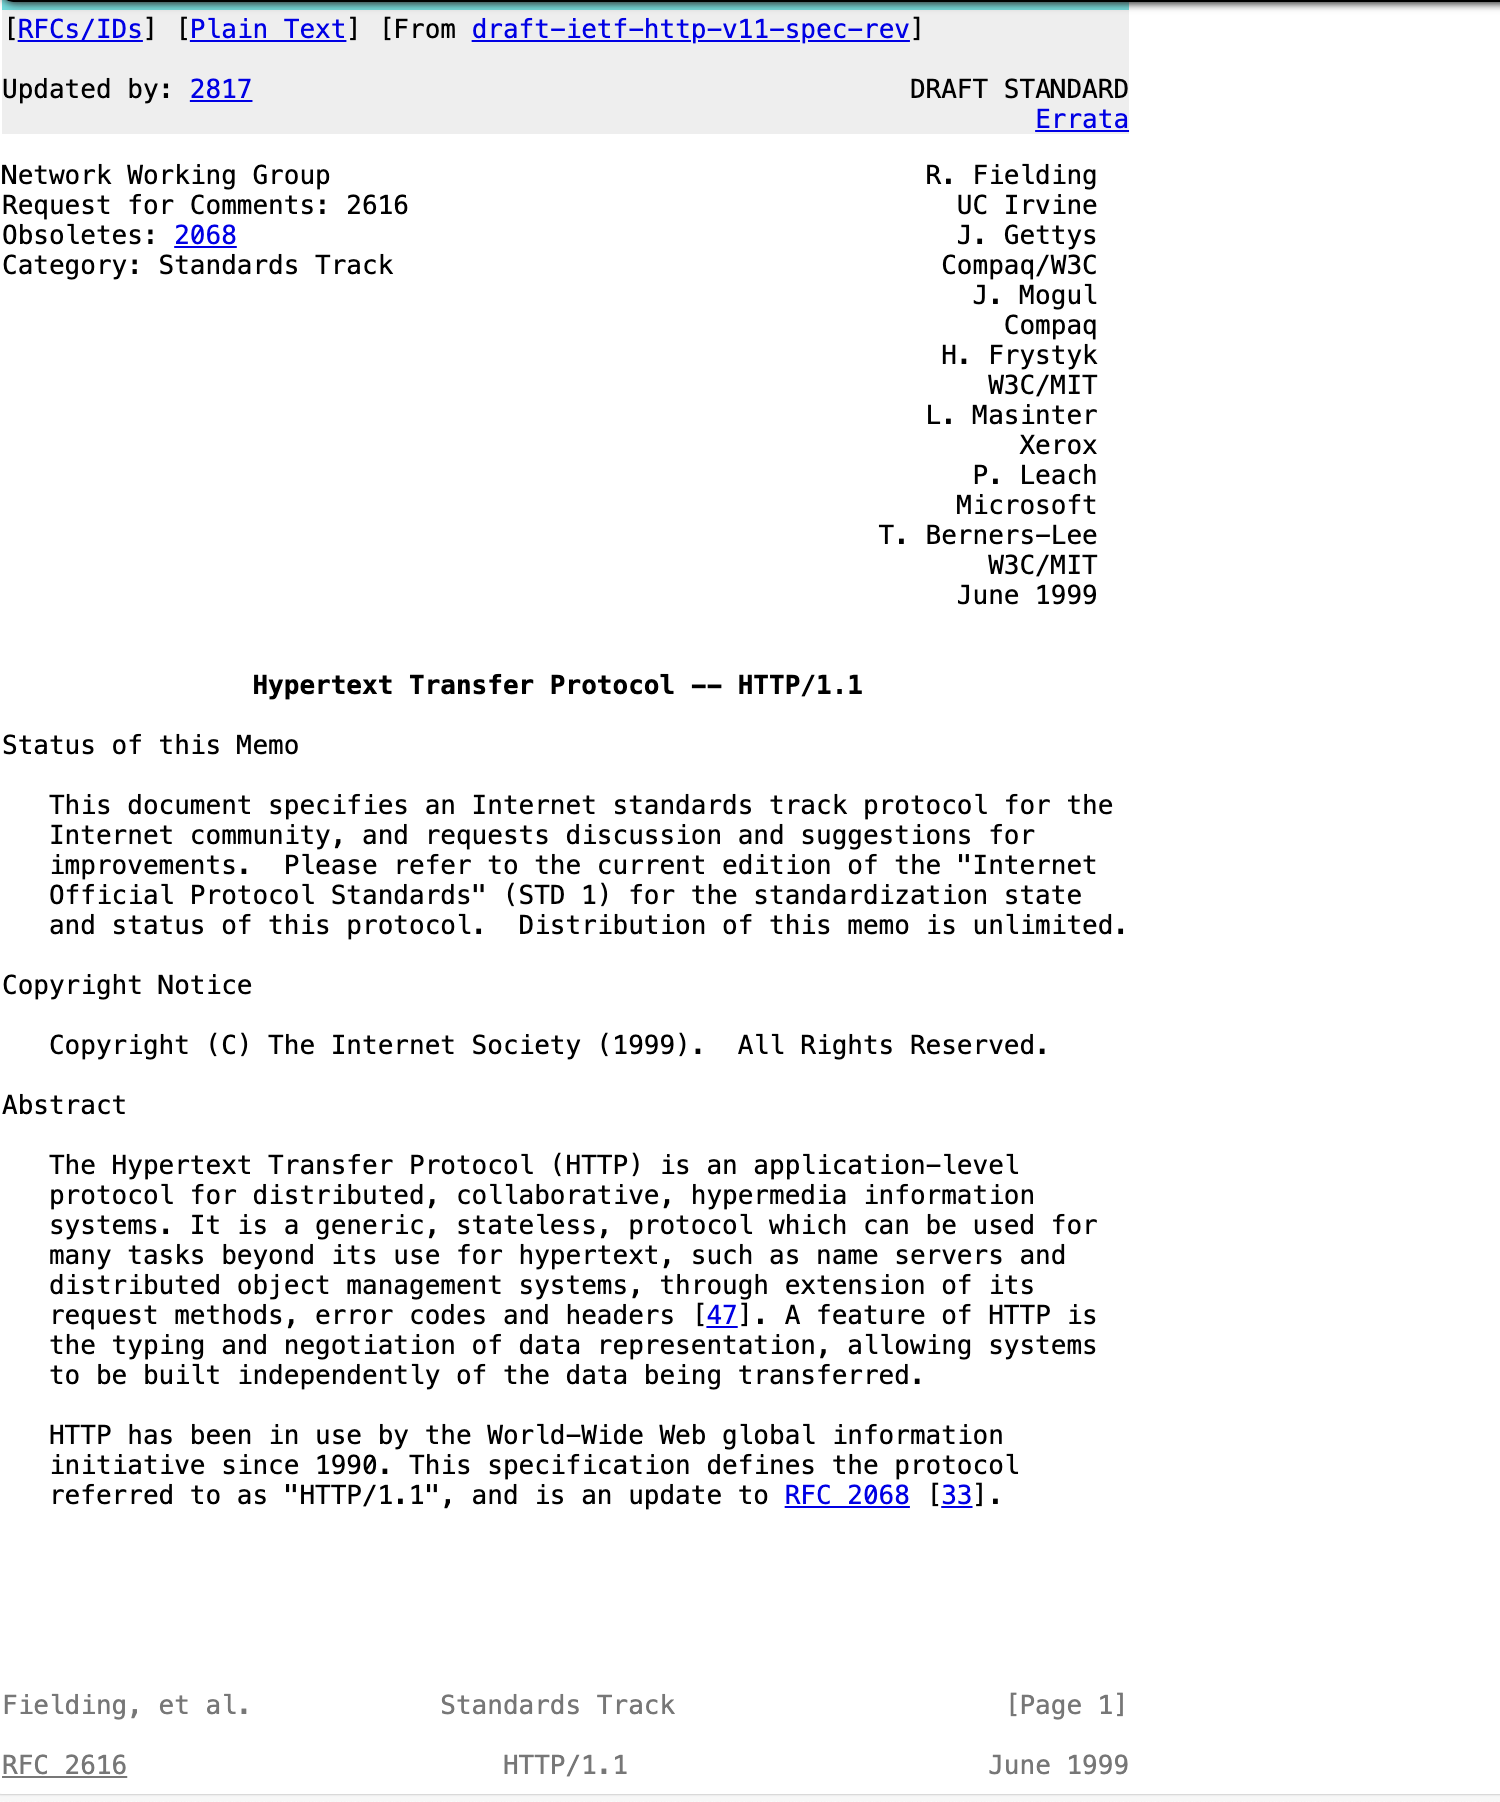 [RFCs/IDs] [Plain Text] [From draft-ietf-http-v11-spec-rev]
Updated by: 2817 DRAFT STANDARD
Errata
Network Working Group R. Fielding
Request for Comments: 2616 UC Irvine
Obsoletes: 2068 J. Gettys
Category: Standards Track Compaq/W3C
J. Mogul
Compaq
H. Frystyk
W3C/MIT
L. Masinter
Xerox
P. Leach
Microsoft
T. Berners-Lee
W3C/MIT
June 1999
Hypertext Transfer Protocol -- HTTP/1.1
Status of this Memo
This document specifies an Internet standards track protocol for the
Internet community, and requests discussion and suggestions for
improvements. Please refer to the current edition of the "Internet
Official Protocol Standards" (STD 1) for the standardization state
and status of this protocol. Distribution of this memo is unlimited.
Copyright Notice
Copyright (C) The Internet Society (1999). All Rights Reserved.
Abstract
The Hypertext Transfer Protocol (HTTP) is an application-level
protocol for distributed, collaborative, hypermedia information
systems. It is a generic, stateless, protocol which can be used for
many tasks beyond its use for hypertext, such as name servers and
distributed object management systems, through extension of its
request methods, error codes and headers [47]. A feature of HTTP is
the typing and negotiation of data representation, allowing systems
to be built independently of the data being transferred.
HTTP has been in use by the World-Wide Web global information
initiative since 1990. This specification defines the protocol
referred to as "HTTP/1.1", and is an update to RFC 2068 [33].
Fielding, et al. Standards Track [Page 1]
RFC 2616 HTTP/1.1 June 1999